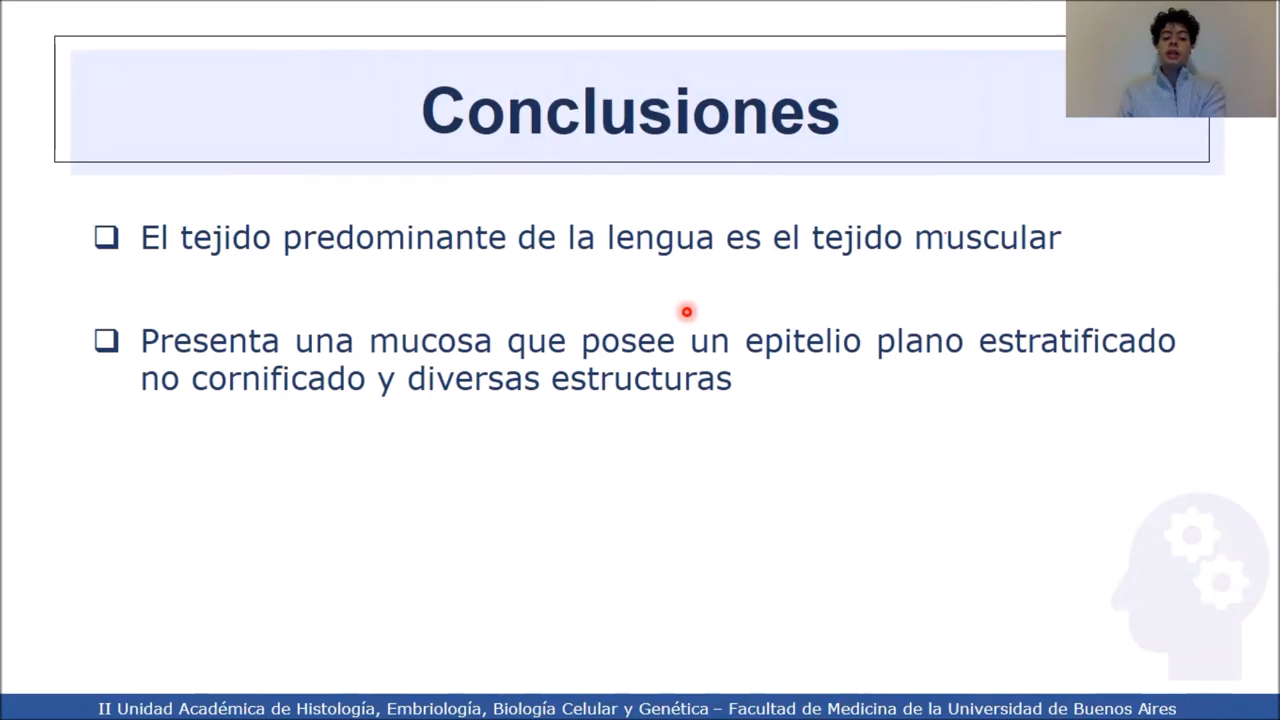 Conclusiones
El tejido predominante de la lengua es el tejido muscular
Presenta una mucosa que posee un epitelio plano estratificado
no cornificado y diversas estructuras
II Unidad Académica de Histología, Embriología, Biología Celular y Genética – Facultad de Medicina de la Universidad de Buenos Aires